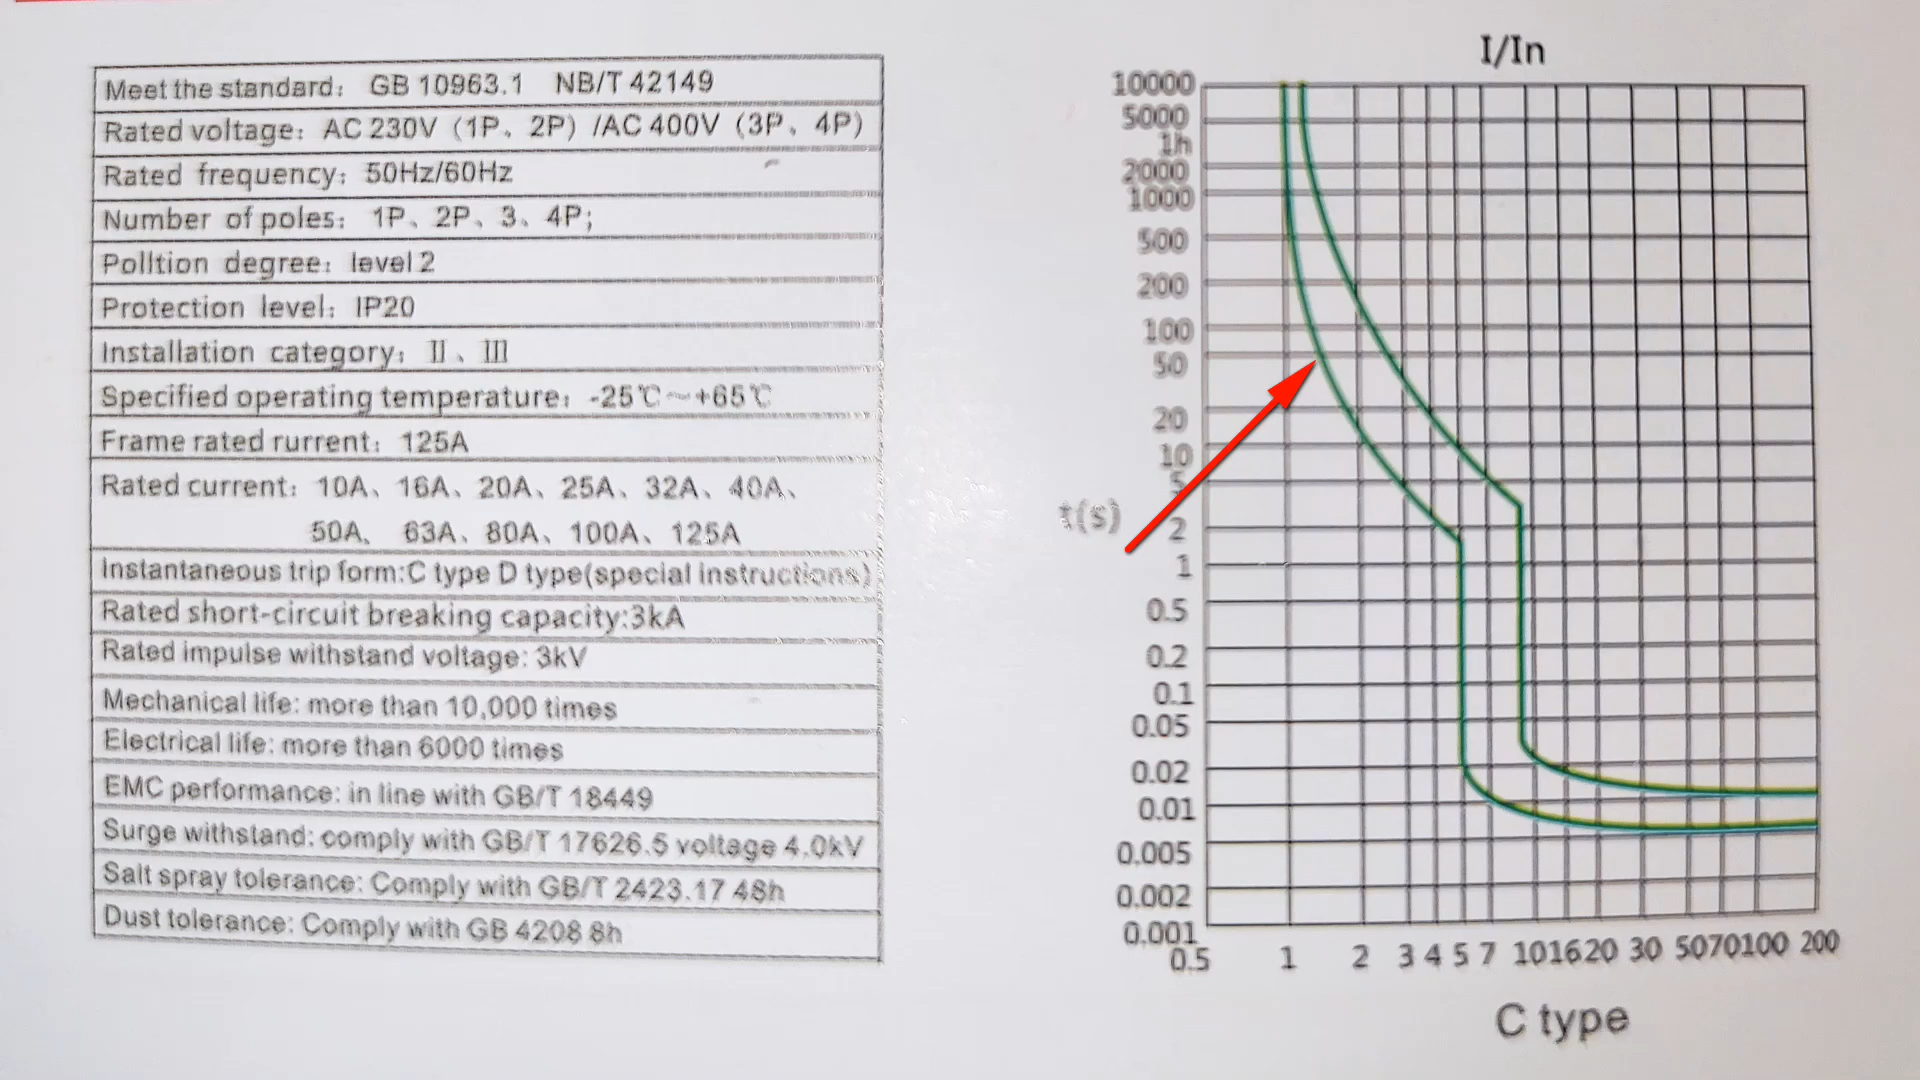 Meet the standard: GB 10963.1 NB/T 42149
Rated voltage: AC 230V (1P、2P) /AC 400V (3P、4P)
Rated frequency: 50Hz/60Hz
Number of poles: 1P、2P、3、4P;
Polltion degree: level 2
Protection level: IP20
Installation category: Ⅱ、Ⅲ
Specified operating temperature: -25℃~+65℃
Frame rated rurrent: 125A
Rated current: 10A、16A、20A、25A、32A、40A、
50A、63A、80A、100A、125A
Instantaneous trip form:C type D type(special instructions)
Rated short-circuit breaking capacity:3kA
Rated impulse withstand voltage: 3kV
Mechanical life: more than 10,000 times
Electrical life: more than 6000 times
EMC performance: in line with GB/T 18449
Surge withstand: comply with GB/T 17626.5 voltage 4.0kV
Salt spray tolerance: Comply with GB/T 2423.17 48h
Dust tolerance: Comply with GB 4208 8h
I/In
10000
5000
1h
2000
1000
500
200
100
50
20
10
5
t(s)
2
1
0.5
0.2
0.1
0.05
0.02
0.01
0.005
0.002
0.001
0.5 1 2 3 4 5 7 10 16 20 30 50 70 100 200
C type